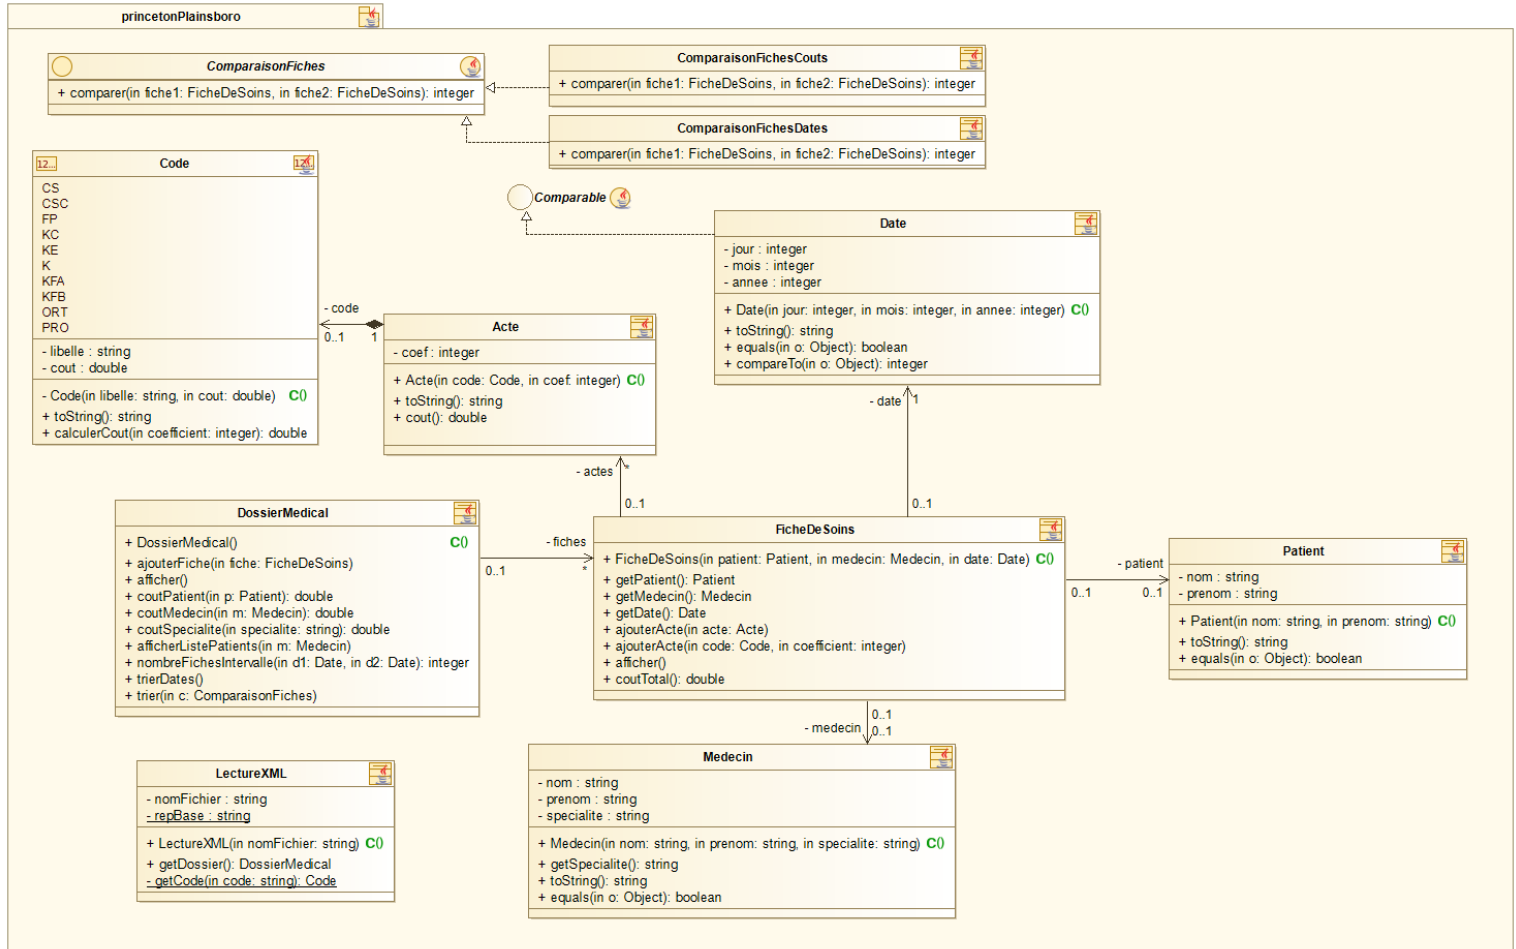 princetonPlainsboro
ComparaisonFiches
+ comparer(in fiche1: FicheDeSoins, in fiche2: FicheDeSoins): integer
ComparaisonFichesCouts
+ comparer(in fiche1: FicheDeSoins, in fiche2: FicheDeSoins): integer
ComparaisonFichesDates
+ comparer(in fiche1: FicheDeSoins, in fiche2: FicheDeSoins): integer
12...
Code
CS
CSC
FP
KC
KE
K
KFA
KFB
ORT
PRO
- libelle : string
- cout : double
- Code(in libelle: string, in cout: double) C()
+ toString(): string
+ calculerCout(in coefficient: integer): double
Comparable
Date
- jour : integer
- mois : integer
- annee : integer
+ Date(in jour: integer, in mois: integer, in annee: integer) C()
+ toString(): string
+ equals(in o: Object): boolean
+ compareTo(in o: Object): integer
- code
0..1
1
Acte
- coef : integer
+ Acte(in code: Code, in coef: integer) C()
+ toString(): string
+ cout(): double
- actes
*
0..1
- date
1
0..1
DossierMedical
+ DossierMedical() C()
+ ajouterFiche(in fiche: FicheDeSoins)
+ afficher()
+ coutPatient(in p: Patient): double
+ coutMedecin(in m: Medecin): double
+ coutSpecialite(in specialite: string): double
+ afficherListePatients(in m: Medecin)
+ nombreFichesIntervalle(in d1: Date, in d2: Date): integer
+ trierDates()
+ trier(in c: ComparaisonFiches)
- fiches
0..1
*
FicheDeSoins
+ FicheDeSoins(in patient: Patient, in medecin: Medecin, in date: Date) C()
+ getPatient(): Patient
+ getMedecin(): Medecin
+ getDate(): Date
+ ajouterActe(in acte: Acte)
+ ajouterActe(in code: Code, in coefficient: integer)
+ afficher()
+ coutTotal(): double
- patient
0..1
0..1
Patient
- nom : string
- prenom : string
+ Patient(in nom: string, in prenom: string) C()
+ toString(): string
+ equals(in o: Object): boolean
0..1
- medecin
0..1
Medecin
- nom : string
- prenom : string
- specialite : string
+ Medecin(in nom: string, in prenom: string, in specialite: string) C()
+ getSpecialite(): string
+ toString(): string
+ equals(in o: Object): boolean
LectureXML
- nomFichier : string
- repBase : string
+ LectureXML(in nomFichier: string) C()
+ getDossier(): DossierMedical
- getCode(in code: string): Code